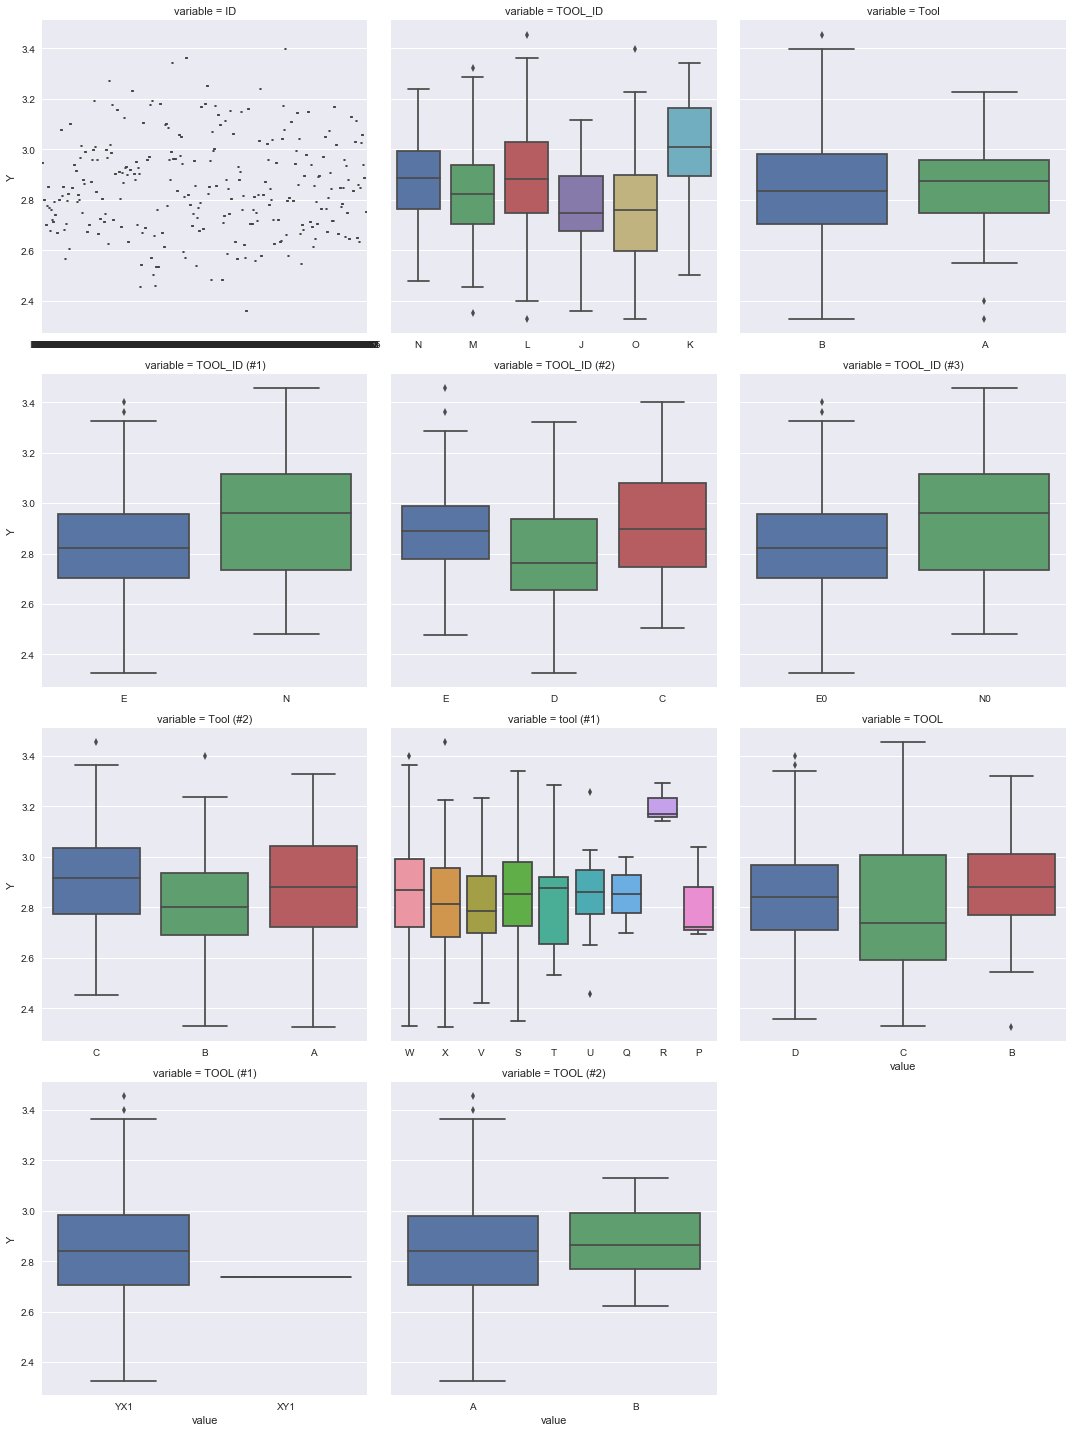 variable = ID
variable = TOOL_ID
variable = Tool
Y
3.4
3.2
3.0
2.8
2.6
2.4
N M L J O K
B A
variable = TOOL_ID (#1)
variable = TOOL_ID (#2)
variable = TOOL_ID (#3)
Y
3.4
3.2
3.0
2.8
2.6
2.4
E N
E D C
E0 N0
variable = Tool (#2)
variable = tool (#1)
variable = TOOL
Y
3.4
3.2
3.0
2.8
2.6
2.4
C B A
W X V S T U Q R P
D C B
value
variable = TOOL (#1)
variable = TOOL (#2)
Y
3.4
3.2
3.0
2.8
2.6
2.4
YX1 XY1
A B
value
value